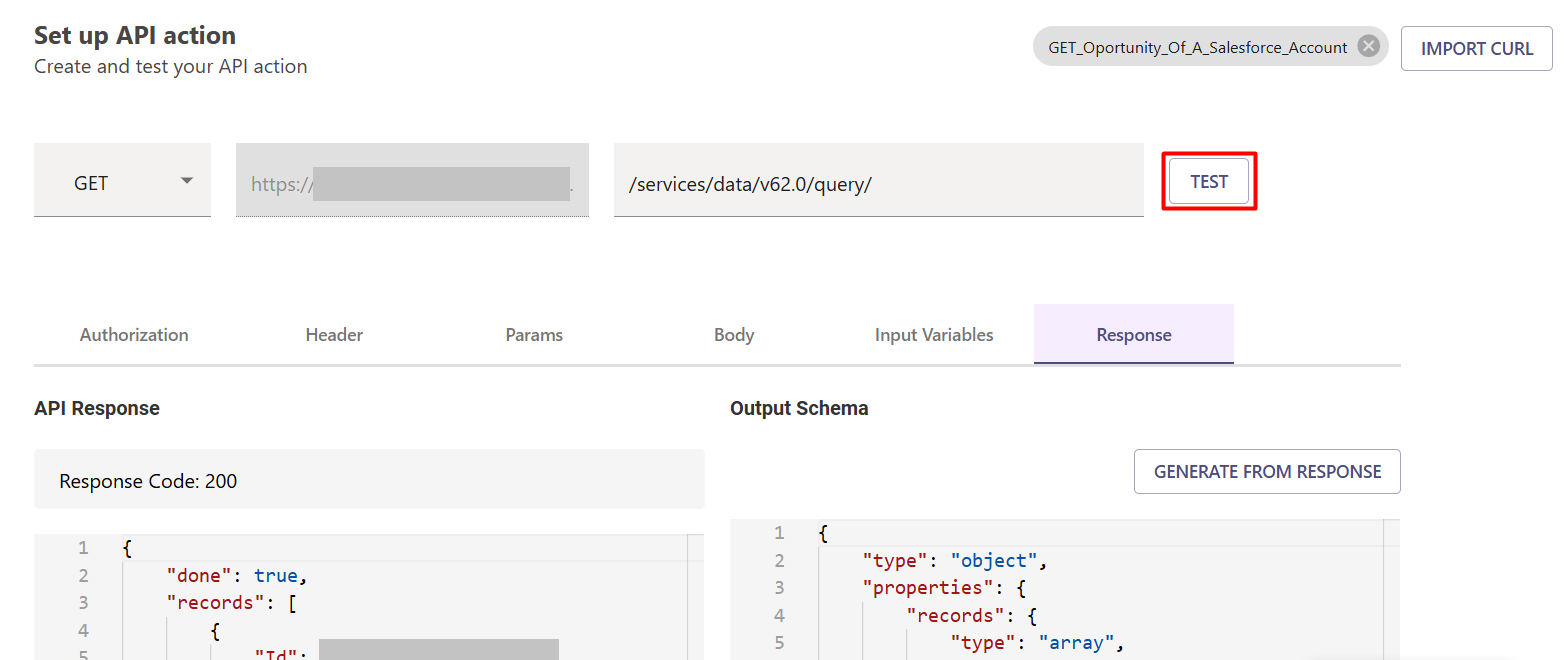 Set up API action
Create and test your API action
GET_Oportunity_Of_A_Salesforce_Account
IMPORT CURL
GET
https://
.
/services/data/v62.0/query/
TEST
Authorization Header Params Body Input Variables Response
API Response
Output Schema
Response Code: 200
GENERATE FROM RESPONSE
1 {
2 "done": true,
3 "records": [
4 {
5 "Id":
1 {
2 "type": "object",
3 "properties": {
4 "records": {
5 "type": "array",